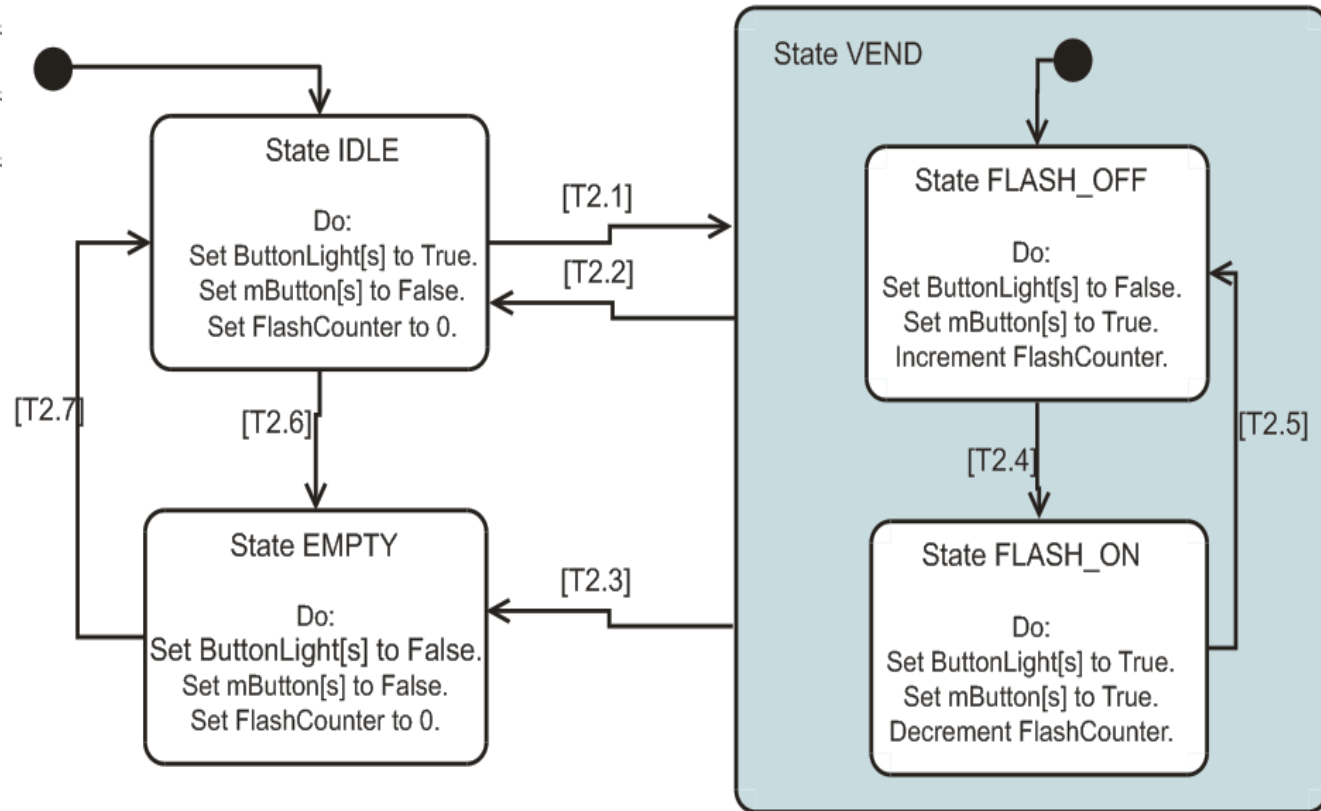 State VEND
State IDLE
Do:
Set ButtonLight[s] to True.
Set mButton[s] to False.
Set FlashCounter to 0.
[T2.1]
[T2.2]
State FLASH_OFF
Do:
Set ButtonLight[s] to False.
Set mButton[s] to True.
Increment FlashCounter.
[T2.7]
[T2.6]
[T2.4]
[T2.5]
State EMPTY
Do:
Set ButtonLight[s] to False.
Set mButton[s] to False.
Set FlashCounter to 0.
[T2.3]
State FLASH_ON
Do:
Set ButtonLight[s] to True.
Set mButton[s] to True.
Decrement FlashCounter.